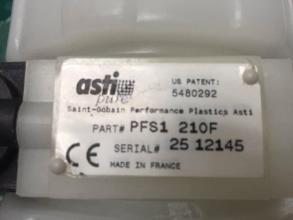 asti
pure
US PATENT:
5480292
Saint-Gobain Performance Plastics Asti
PART# PFS1 210F
SERIAL# 25 12145
CE
MADE IN FRANCE